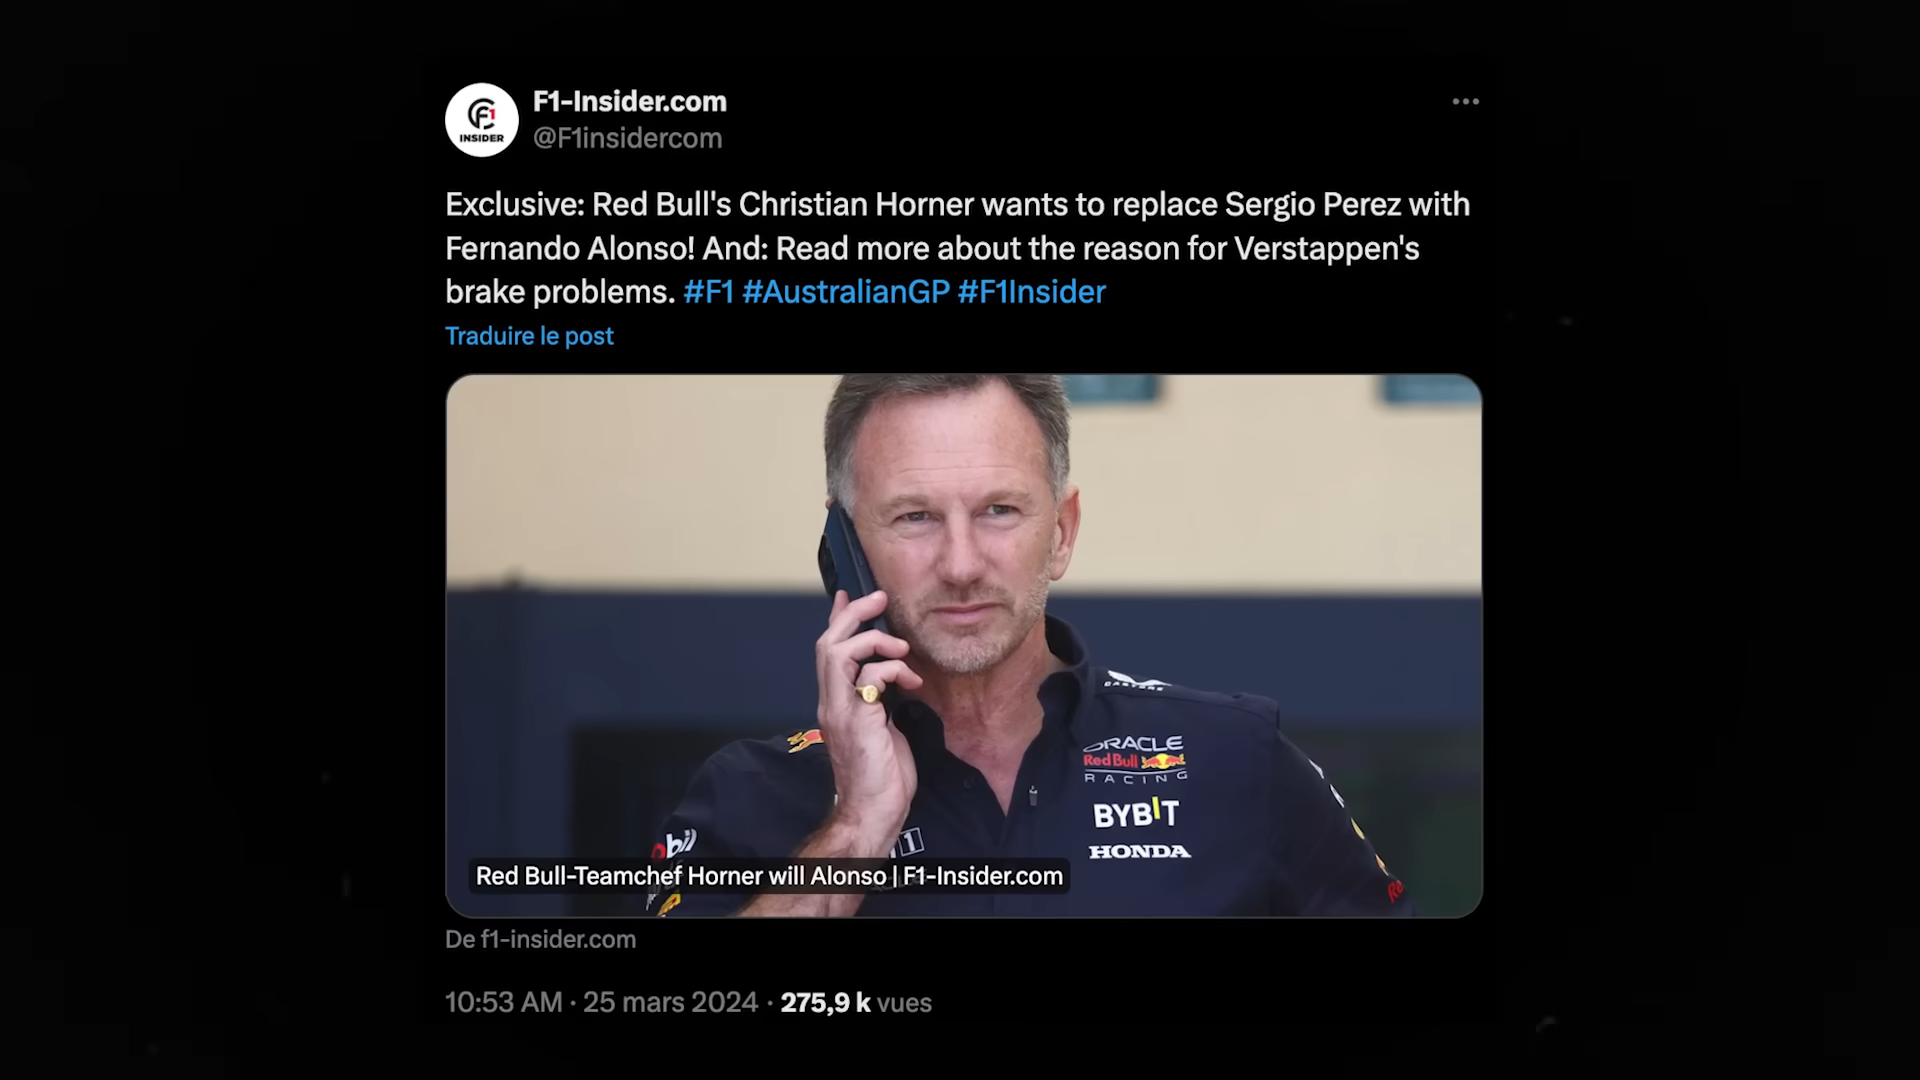 F1-Insider.com
@F1insidercom
F1
INSIDER
Exclusive: Red Bull's Christian Horner wants to replace Sergio Perez with
Fernando Alonso! And: Read more about the reason for Verstappen's
brake problems. #F1 #AustralianGP #F1Insider
Traduire le post
ORACLE
Red Bull
RACING
BYBIT
HONDA
Red Bull-Teamchef Horner will Alonso | F1-Insider.com
De f1-insider.com
10:53 AM · 25 mars 2024 · 275,9 k vues